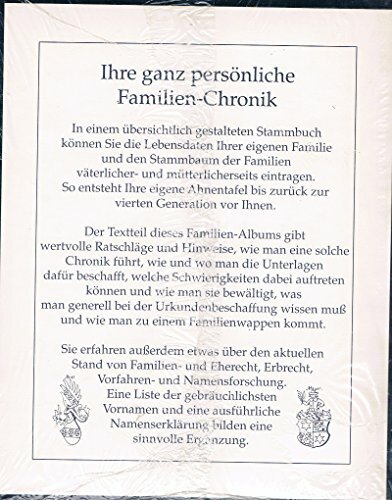 Ihre ganz persönliche
Familien-Chronik
In einem übersichtlich gestalteten Stammbuch
können Sie die Lebensdaten Ihrer eigenen Familie
und den Stammbaum der Familien
väterlicher- und mütterlicherseits eintragen.
So entsteht Ihre eigene Ahnentafel bis zurück zur
vierten Generation vor Ihnen.
Der Textteil dieses Familien-Albums gibt
wertvolle Ratschläge und Hinweise, wie man eine solche
Chronik führt, wie und wo man die Unterlagen
dafür beschafft, welche Schwierigkeiten dabei auftreten
können und wie man sie bewältigt, was
man generell bei der Urkundenbeschaffung wissen muß
und wie man zu einem Familienwappen kommt.
Sie erfahren außerdem etwas über den aktuellen
Stand von Familien- und Eherecht, Erbrecht,
Vorfahren- und Namensforschung.
Eine Liste der gebräuchlichsten
Vornamen und eine ausführliche
Namenserklärung bilden eine
sinnvolle Ergänzung.